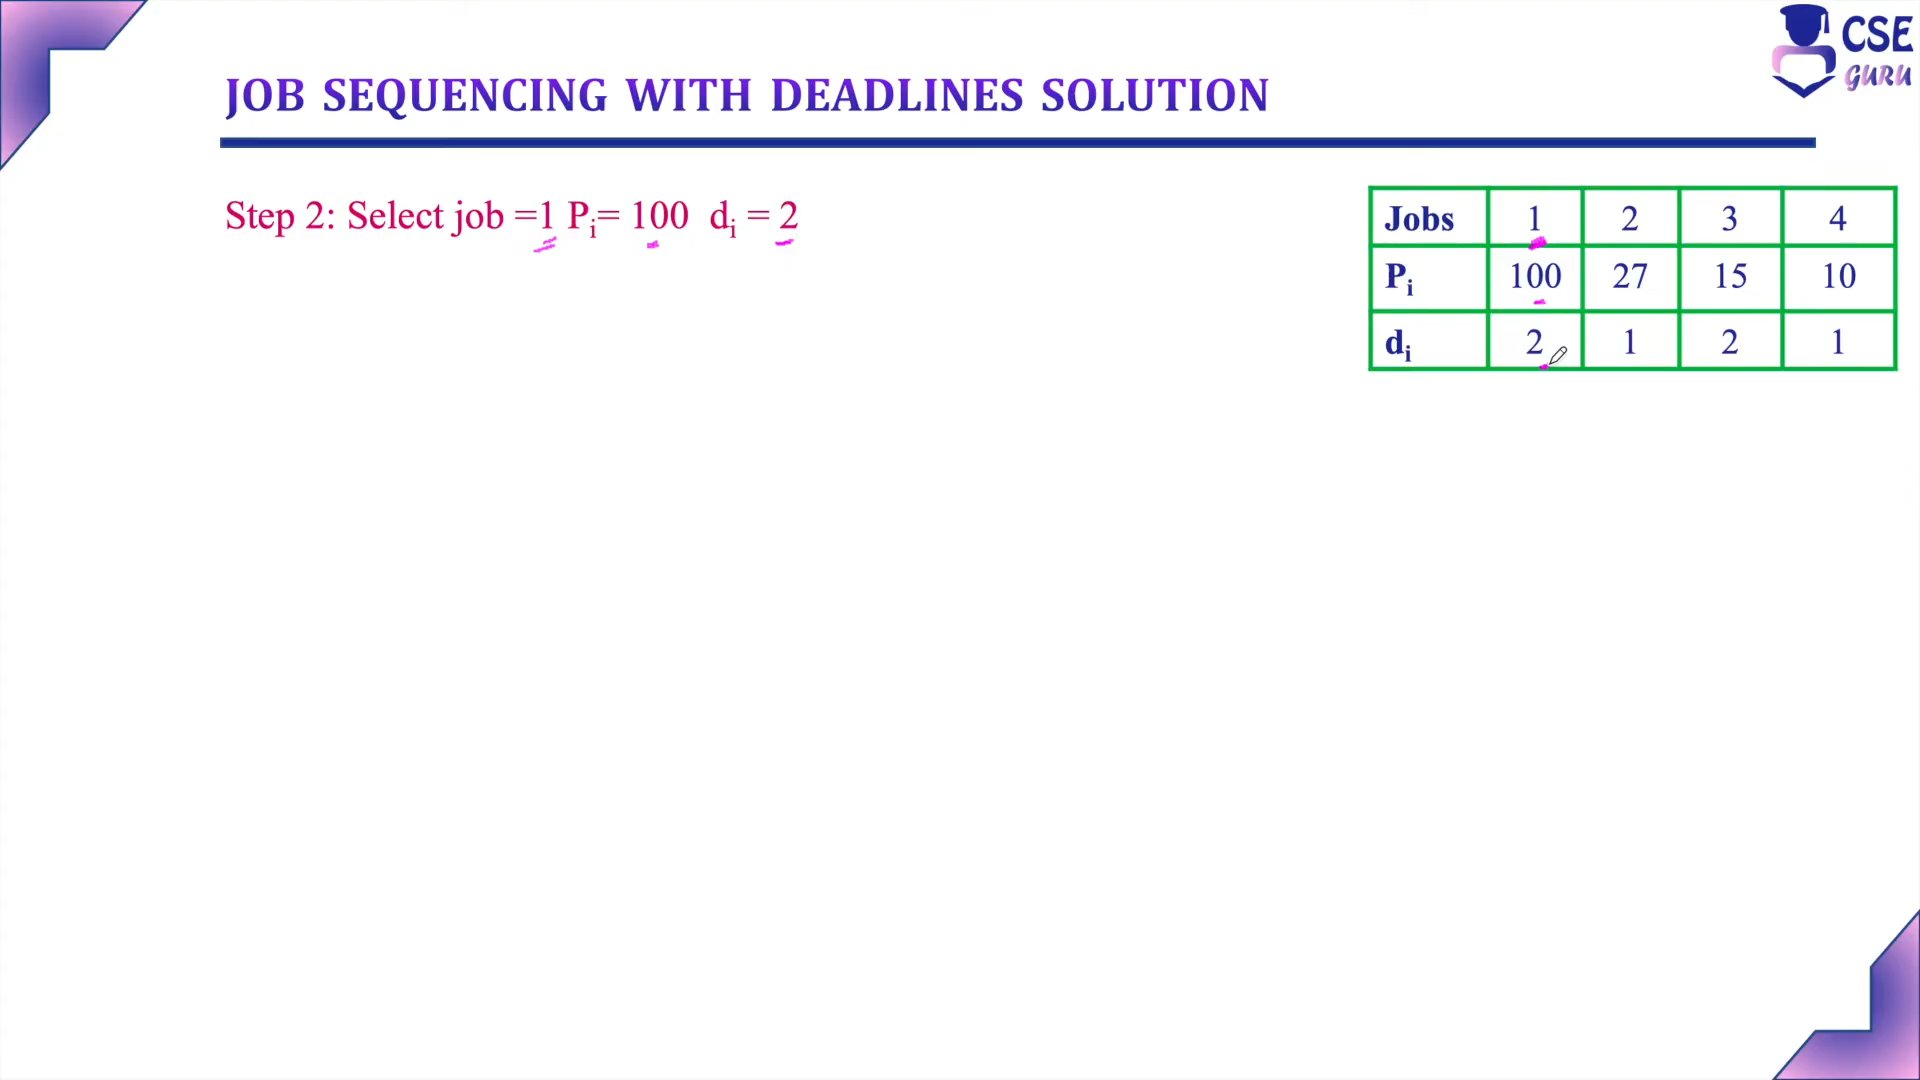 CSE
GURU
JOB SEQUENCING WITH DEADLINES SOLUTION
Step 2: Select job =1 Pi= 100 di = 2
Jobs 1 2 3 4
Pi 100 27 15 10
di 2 1 2 1